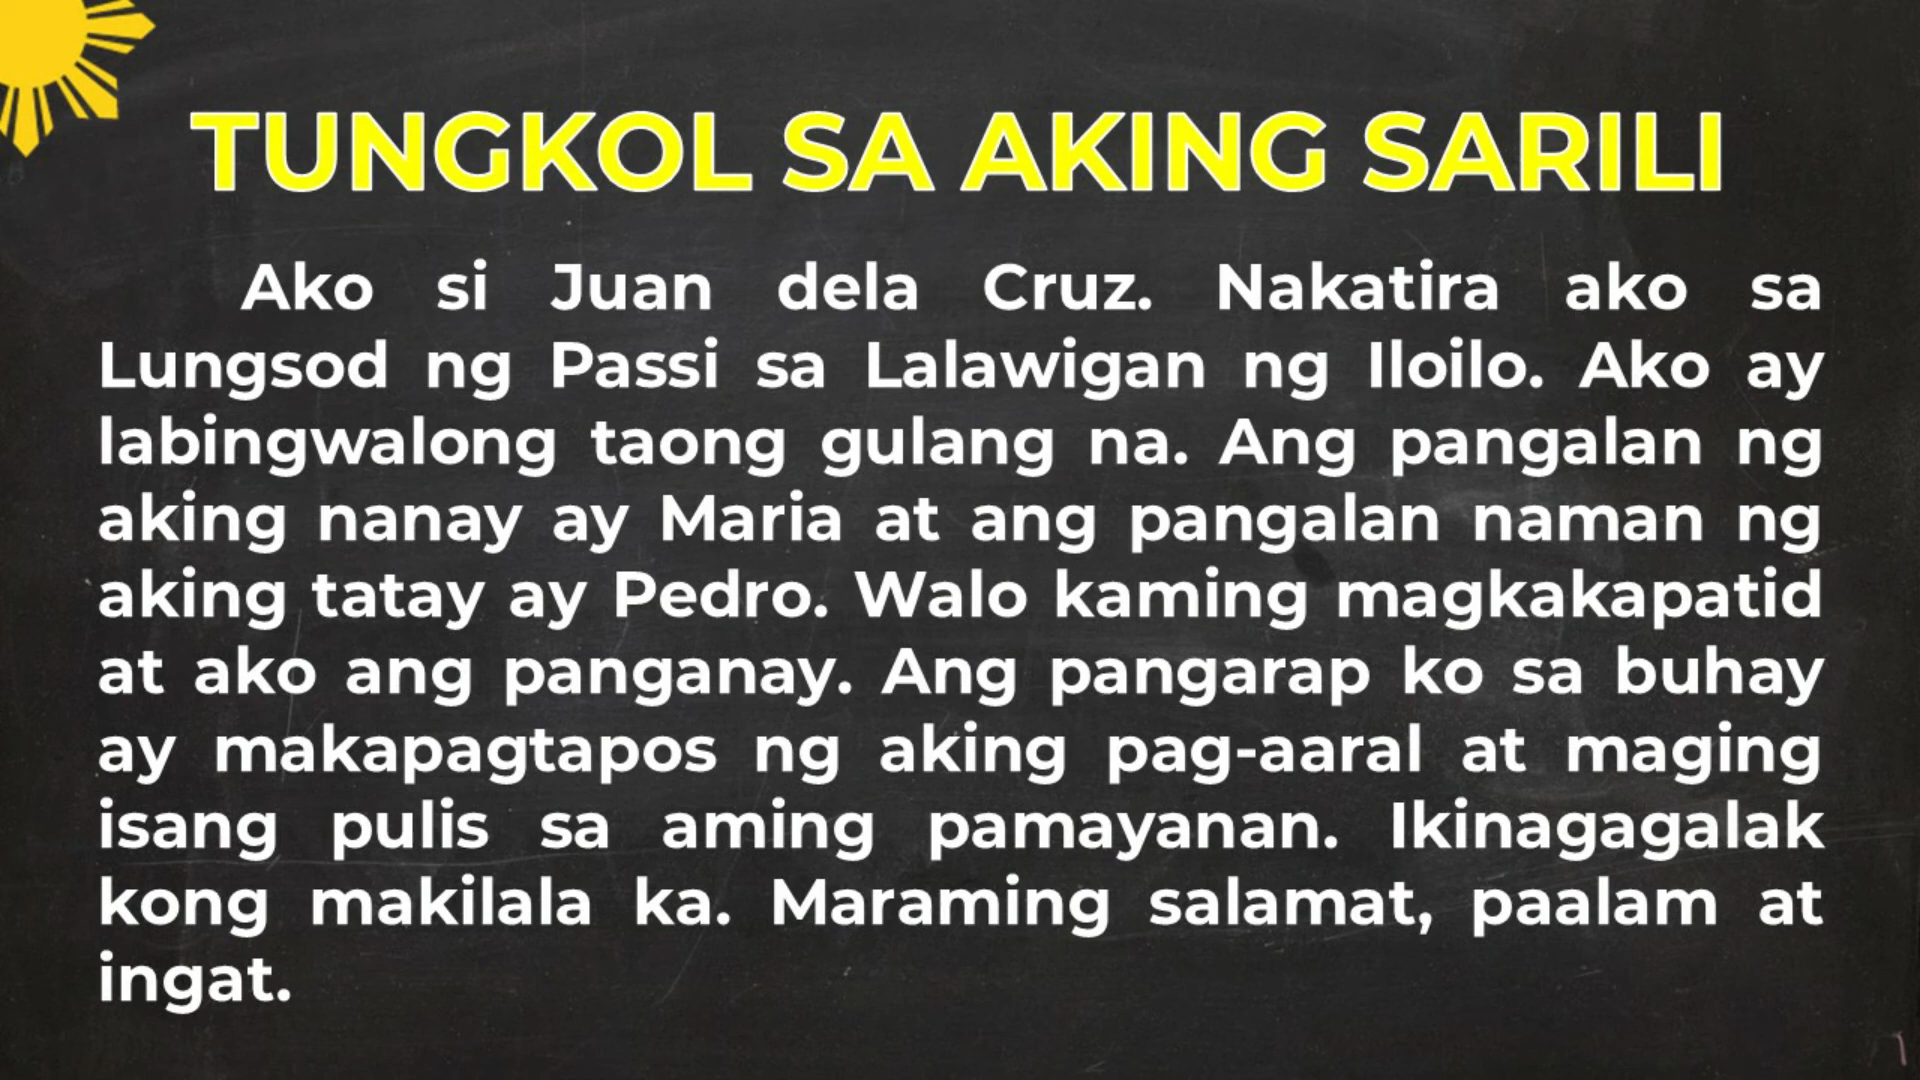 TUNGKOL SA AKING SARILI
Ako si Juan dela Cruz. Nakatira ako sa
Lungsod ng Passi sa Lalawigan ng Iloilo. Ako ay
labingwalong taong gulang na. Ang pangalan ng
aking nanay ay Maria at ang pangalan naman ng
aking tatay ay Pedro. Walo kaming magkakapatid
at ako ang panganay. Ang pangarap ko sa buhay
ay makapagtapos ng aking pag-aaral at maging
isang pulis sa aming pamayanan. Ikinagagalak
kong makilala ka. Maraming salamat, paalam at
ingat.